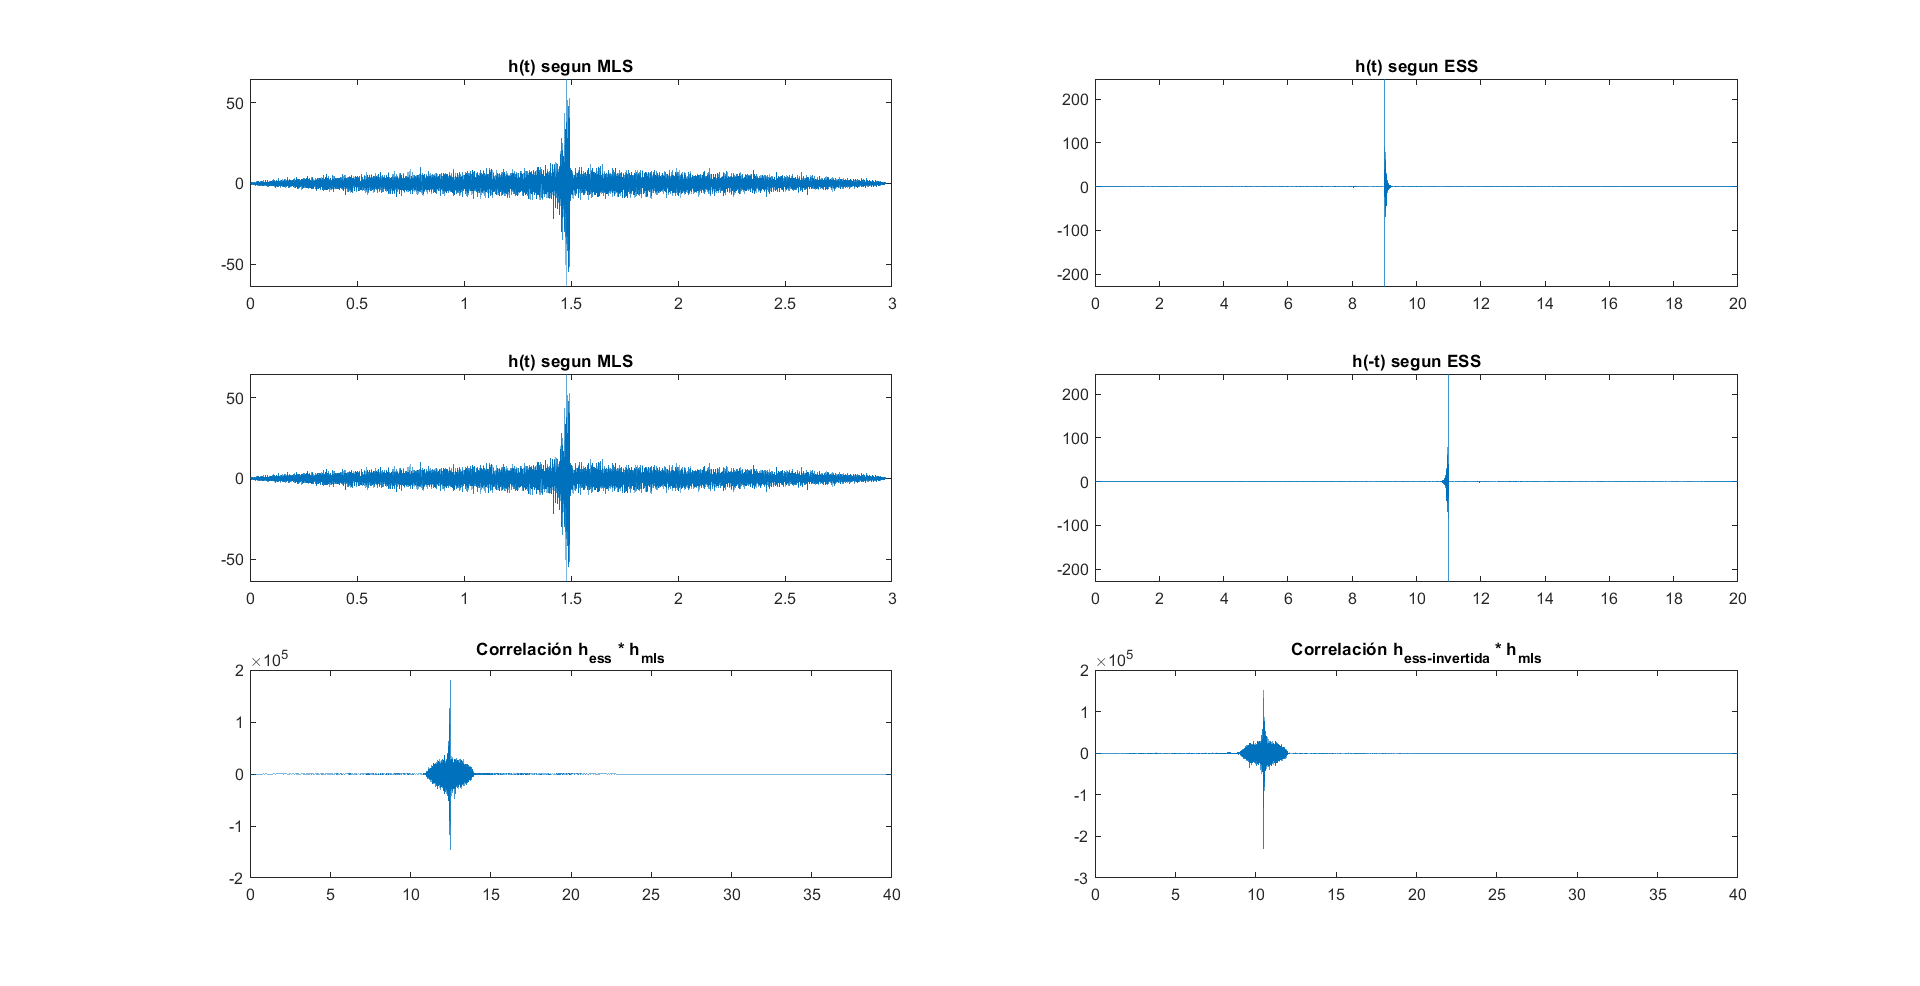 h(t) segun MLS
50
0
-50
0 0.5 1 1.5 2 2.5 3
h(t) segun ESS
200
100
0
-100
-200
0 2 4 6 8 10 12 14 16 18 20
h(t) segun MLS
50
0
-50
0 0.5 1 1.5 2 2.5 3
h(-t) segun ESS
200
100
0
-100
-200
0 2 4 6 8 10 12 14 16 18 20
Correlación h_ess * h_mls
×10^5
2
1
0
-1
-2
0 5 10 15 20 25 30 35 40
Correlación h_ess-invertida * h_mls
×10^5
2
1
0
-1
-2
-3
0 5 10 15 20 25 30 35 40